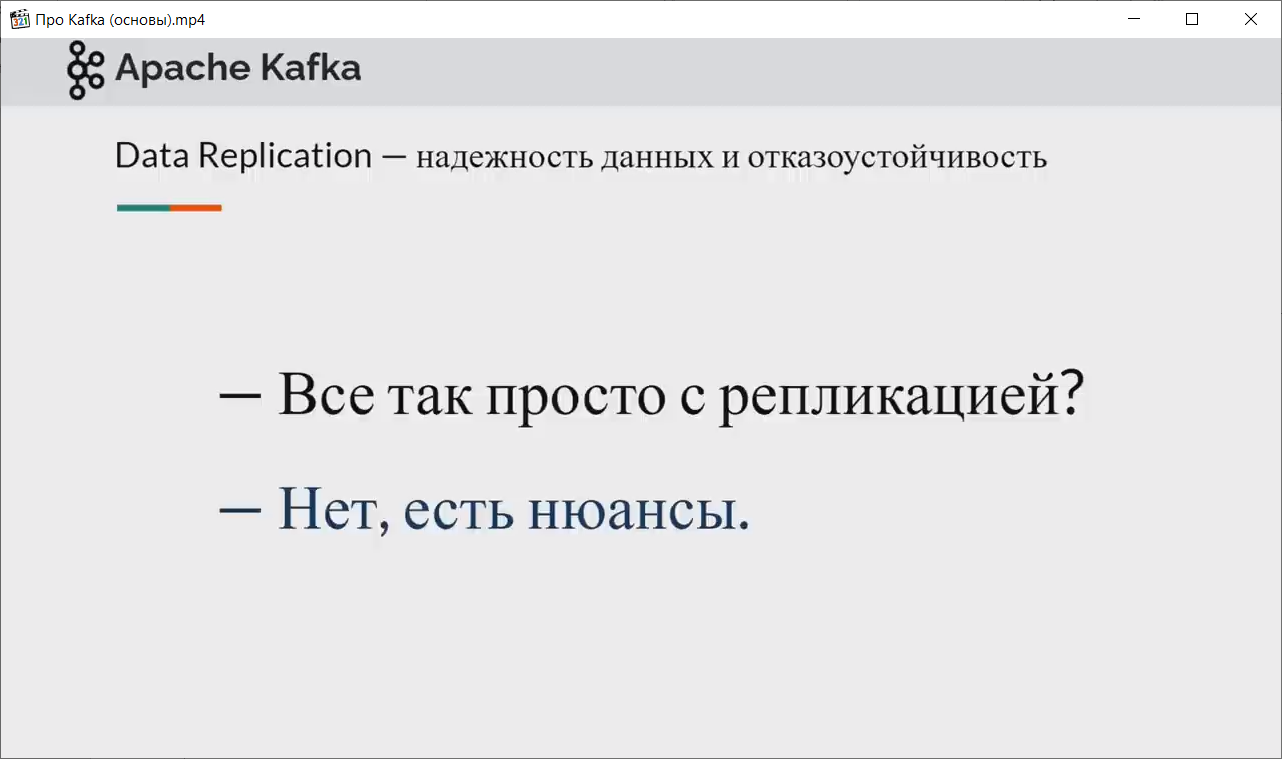 Про Kafka (основы).mp4
Apache Kafka
Data Replication — надежность данных и отказоустойчивость
— Все так просто с репликацией?
— Нет, есть нюансы.